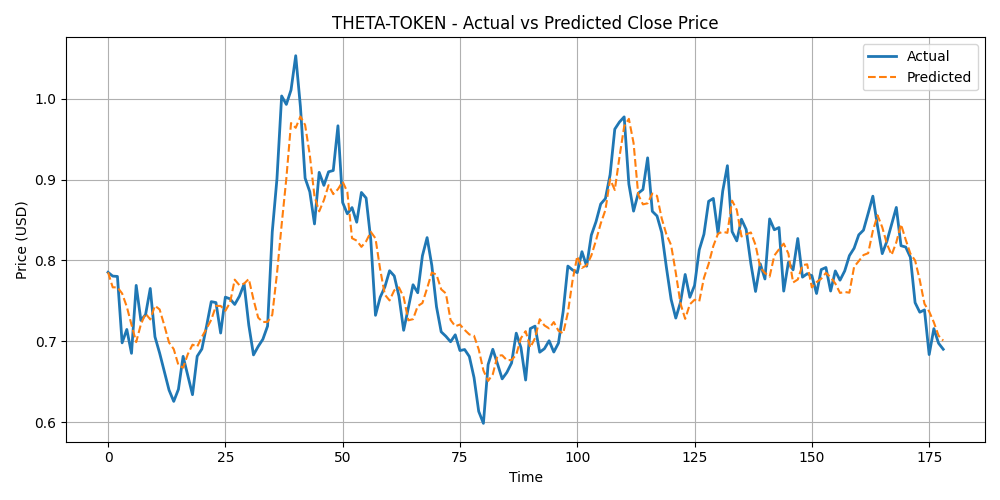 THETA-TOKEN - Actual vs Predicted Close Price
Actual
Predicted
Price (USD)
1.0
0.9
0.8
0.7
0.6
0 25 50 75 100 125 150 175
Time